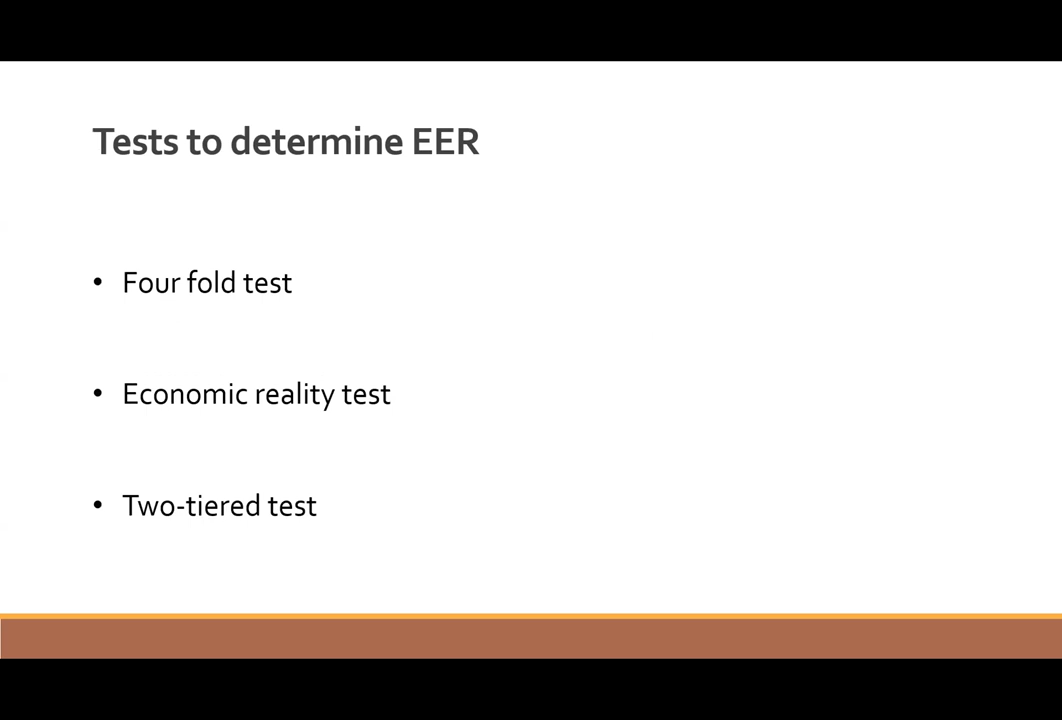 Tests to determine EER
• Four fold test
• Economic reality test
• Two-tiered test